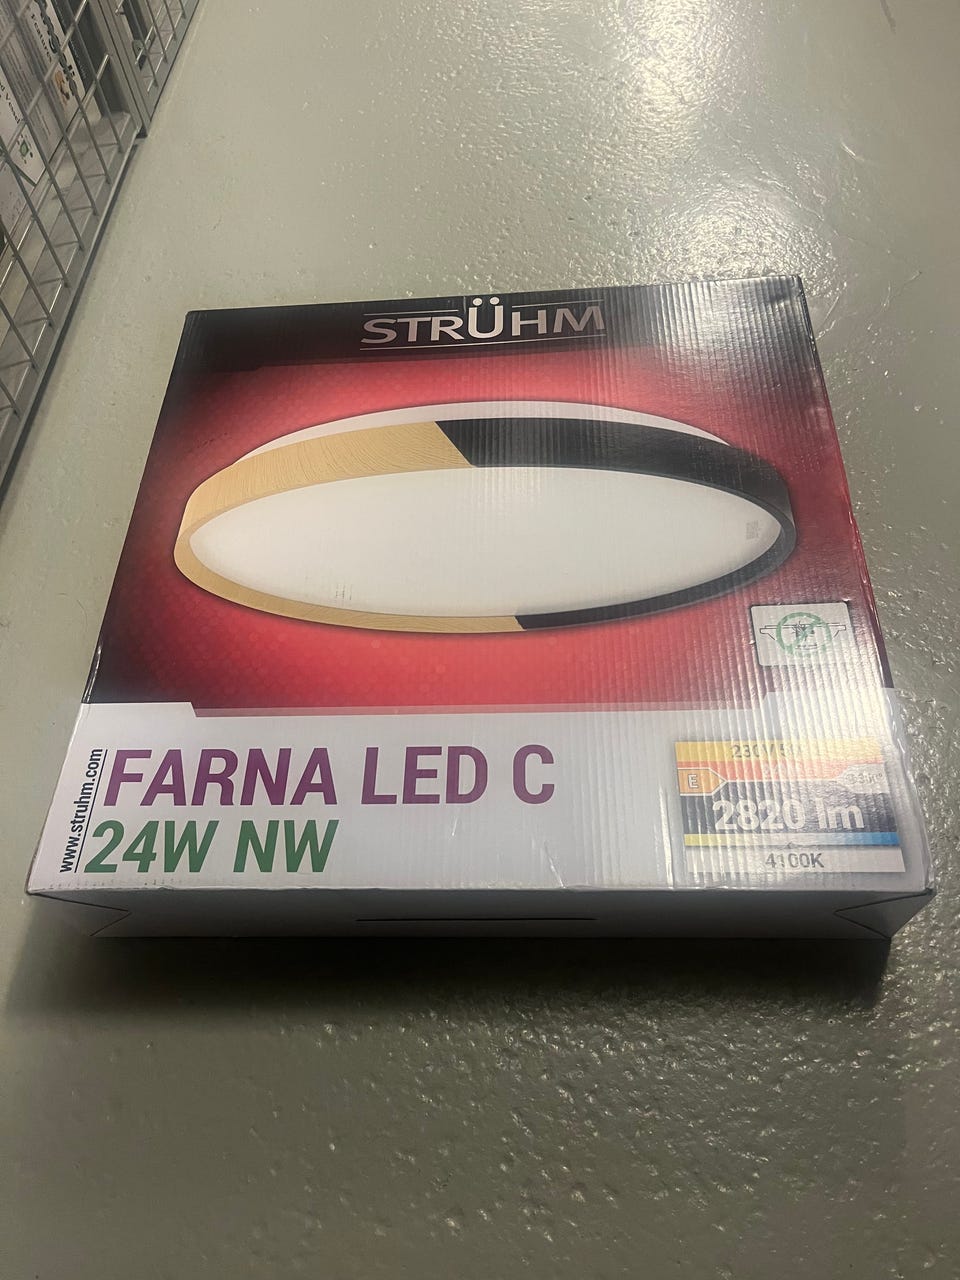 STRÜHM
www.struhm.com
FARNA LED C
24W NW
E
2820 lm
4100K